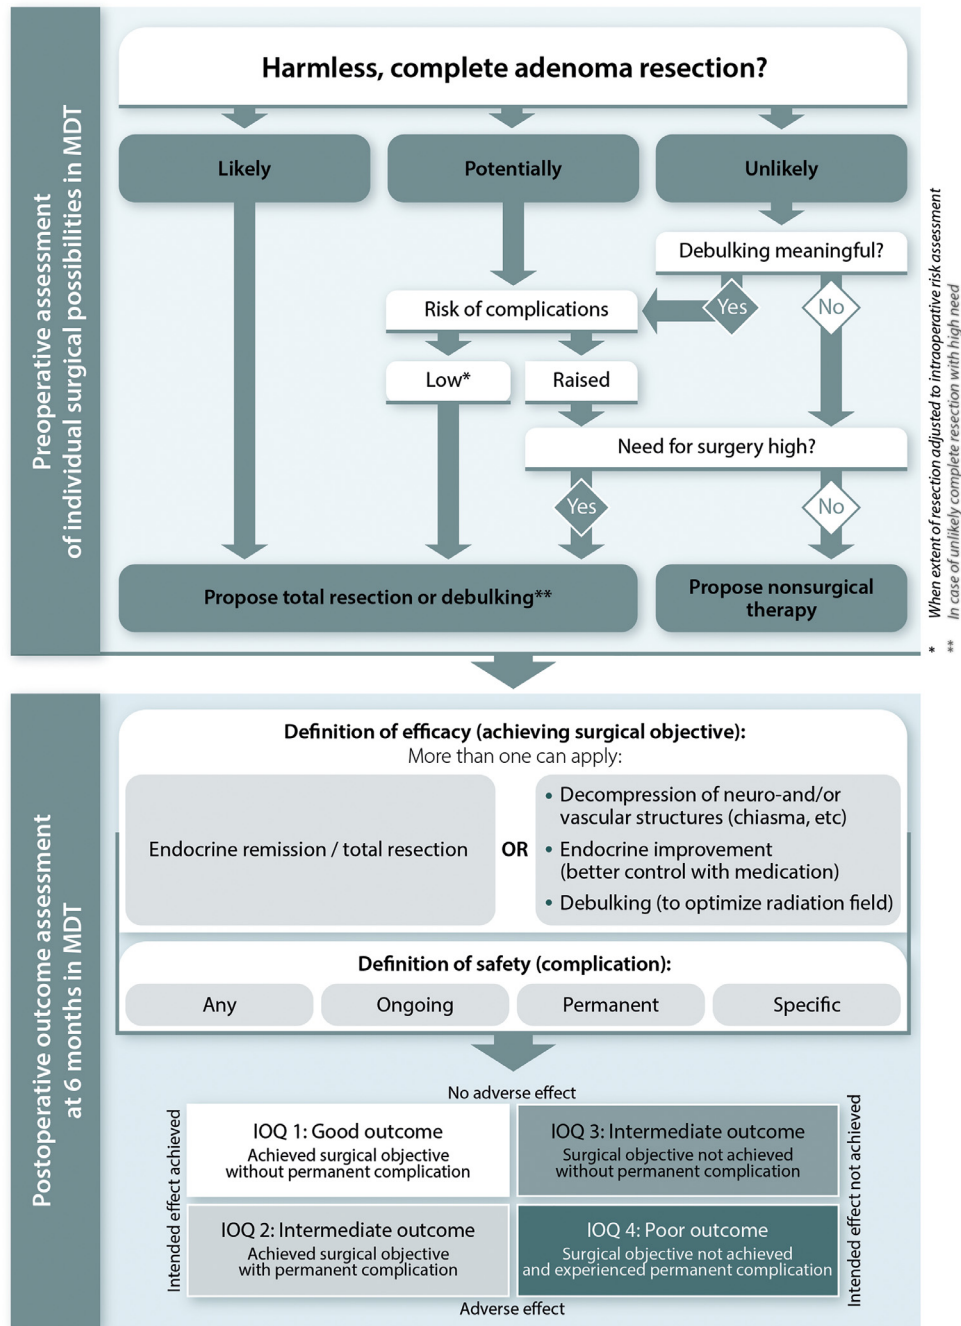 Preoperative assessment
of individual surgical possibilities in MDT
Harmless, complete adenoma resection?
Likely
Potentially
Unlikely
Debulking meaningful?
Yes
No
Risk of complications
Low*
Raised
Need for surgery high?
Yes
No
Propose total resection or debulking**
Propose nonsurgical
therapy
* When extent of resection adjusted to intraoperative risk assessment
** In case of unlikely complete resection with high need
Postoperative outcome assessment
at 6 months in MDT
Definition of efficacy (achieving surgical objective):
More than one can apply:
Endocrine remission / total resection
OR
• Decompression of neuro-and/or
vascular structures (chiasma, etc)
• Endocrine improvement
(better control with medication)
• Debulking (to optimize radiation field)
Definition of safety (complication):
Any
Ongoing
Permanent
Specific
No adverse effect
Intended effect achieved
IOQ 1: Good outcome
Achieved surgical objective
without permanent complication
IOQ 3: Intermediate outcome
Surgical objective not achieved
without permanent complication
IOQ 2: Intermediate outcome
Achieved surgical objective
with permanent complication
IOQ 4: Poor outcome
Surgical objective not achieved
and experienced permanent complication
Intended effect not achieved
Adverse effect